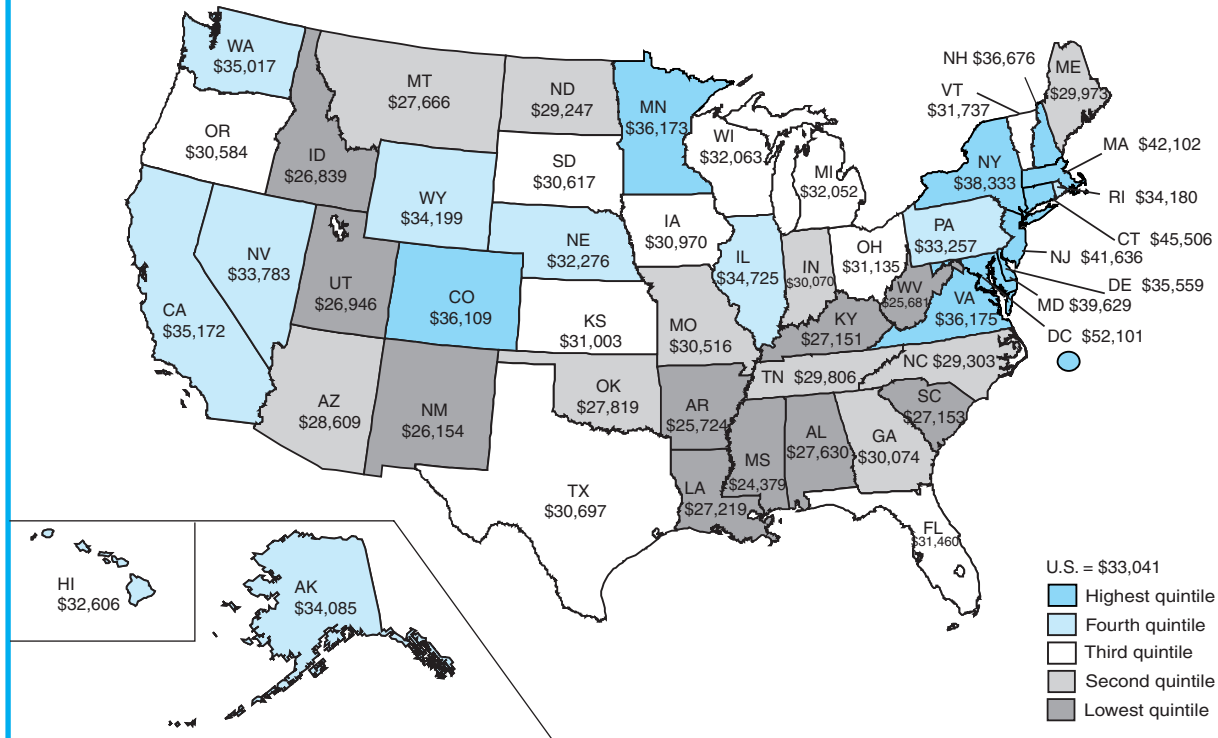 WA
$35,017
OR
$30,584
CA
$35,172
NV
$33,783
ID
$26,839
MT
$27,666
WY
$34,199
UT
$26,946
AZ
$28,609
CO
$36,109
NM
$26,154
ND
$29,247
SD
$30,617
NE
$32,276
KS
$31,003
OK
$27,819
TX
$30,697
MN
$36,173
IA
$30,970
MO
$30,516
AR
$25,724
LA
$27,219
WI
$32,063
IL
$34,725
MI
$32,052
IN
$30,070
OH
$31,135
KY
$27,151
TN $29,806
MS
$24,379
AL
$27,630
GA
$30,074
FL
$31,460
SC
$27,153
NC $29,303
VA
$36,175
WV
$25,681
PA
$33,257
NY
$38,333
NH $36,676
VT
$31,737
ME
$29,973
MA $42,102
RI $34,180
CT $45,506
NJ $41,636
DE $35,559
MD $39,629
DC $52,101
HI
$32,606
AK
$34,085
U.S. = $33,041
Highest quintile
Fourth quintile
Third quintile
Second quintile
Lowest quintile